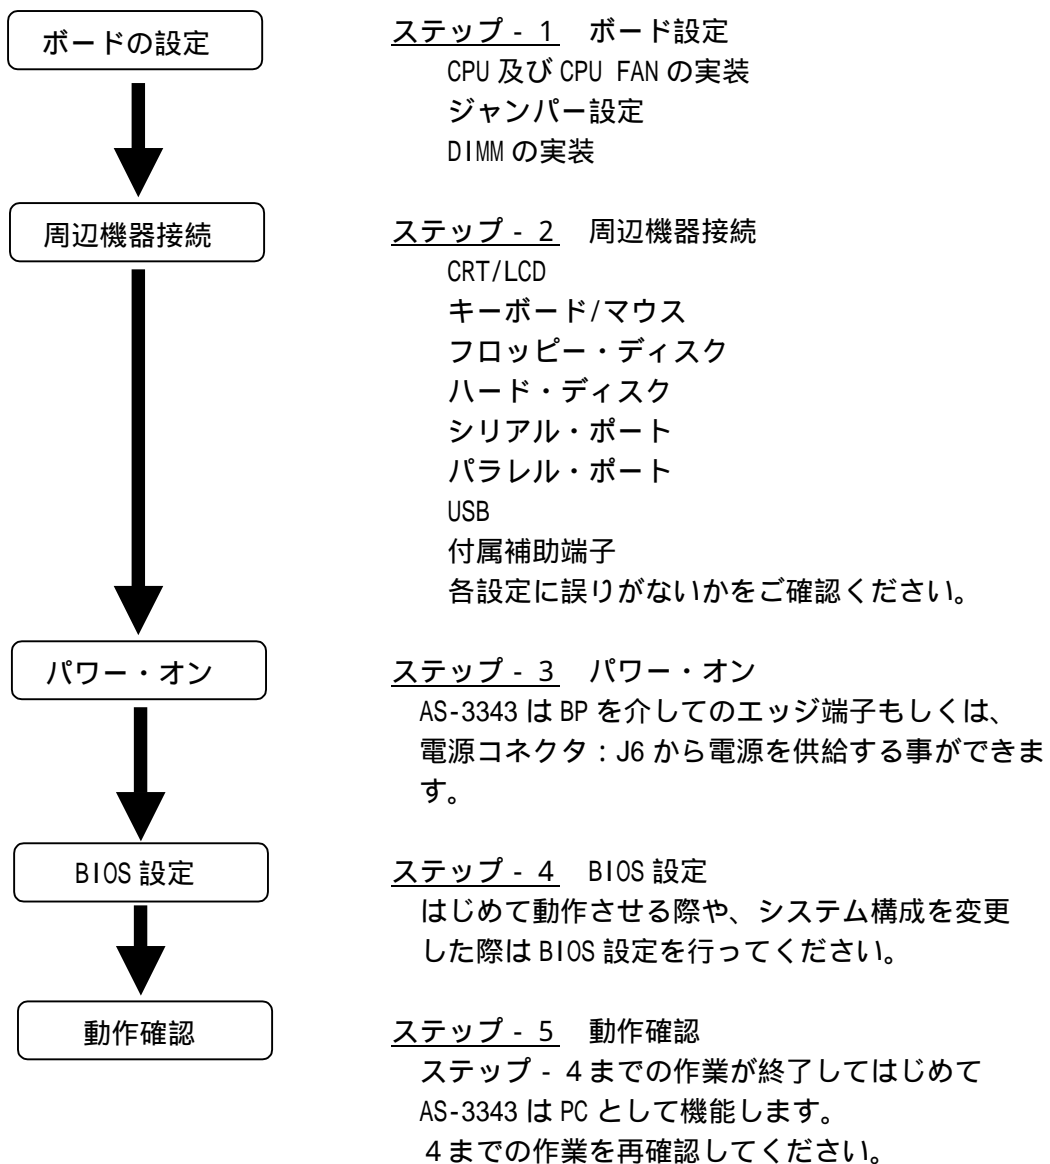 ボードの設定
ステップ - 1 ボード設定
CPU 及び CPU FAN の実装
ジャンパー設定
DIMM の実装
周辺機器接続
ステップ - 2 周辺機器接続
CRT/LCD
キーボード/マウス
フロッピー・ディスク
ハード・ディスク
シリアル・ポート
パラレル・ポート
USB
付属補助端子
各設定に誤りがないかをご確認ください。
パワー・オン
ステップ - 3 パワー・オン
AS-3343 は BP を介してのエッジ端子もしくは、
電源コネクタ：J6 から電源を供給する事ができま
す。
BIOS 設定
ステップ - 4 BIOS 設定
はじめて動作させる際や、システム構成を変更
した際は BIOS 設定を行ってください。
動作確認
ステップ - 5 動作確認
ステップ - ４までの作業が終了してはじめて
AS-3343 は PC として機能します。
４までの作業を再確認してください。